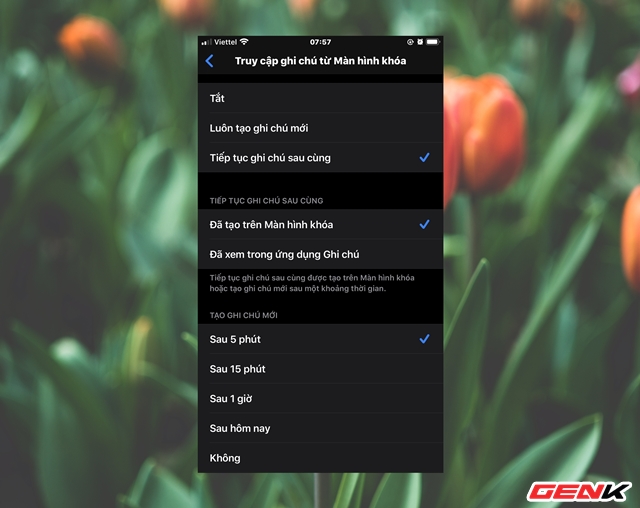 Viettel 07:57
Truy cập ghi chú từ Màn hình khóa
Tắt
Luôn tạo ghi chú mới
Tiếp tục ghi chú sau cùng
TIẾP TỤC GHI CHÚ SAU CÙNG
Đã tạo trên Màn hình khóa
Đã xem trong ứng dụng Ghi chú
Tiếp tục ghi chú sau cùng được tạo trên Màn hình khóa
hoặc tạo ghi chú mới sau một khoảng thời gian.
TẠO GHI CHÚ MỚI
Sau 5 phút
Sau 15 phút
Sau 1 giờ
Sau hôm nay
Không
GENK